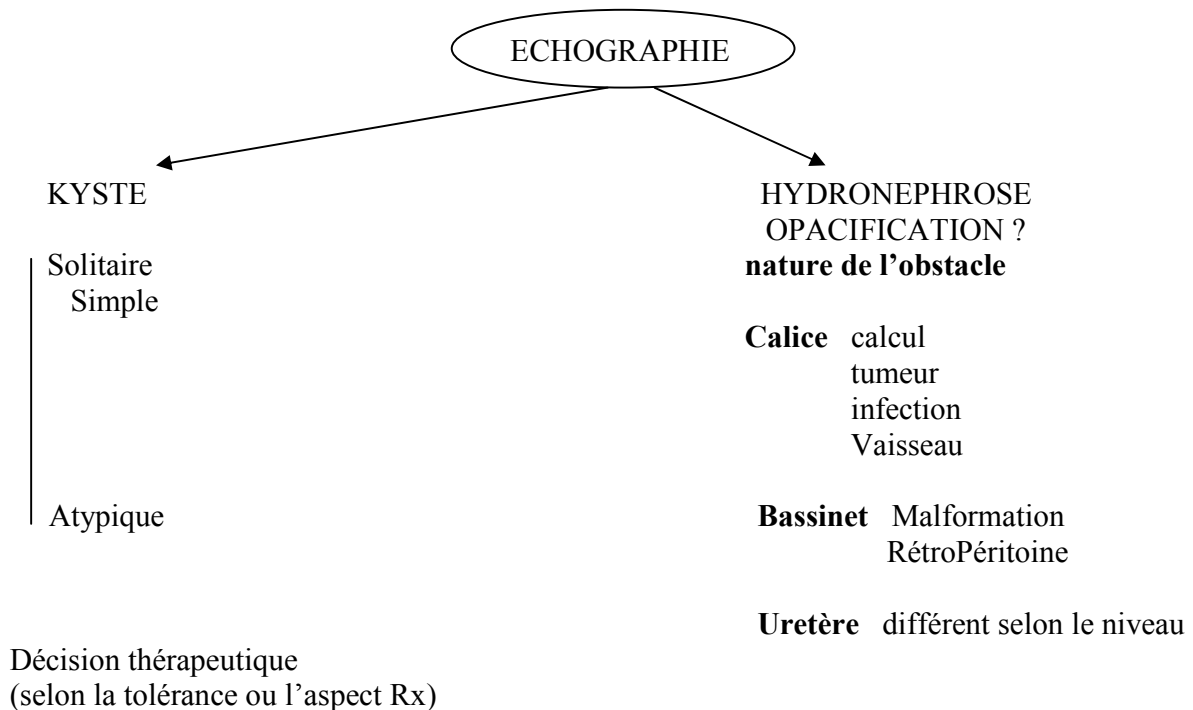 ECHOGRAPHIE
KYSTE
Solitaire
Simple
Atypique
Décision thérapeutique
(selon la tolérance ou l’aspect Rx)
HYDRONEPHROSE
OPACIFICATION ?
nature de l’obstacle
Calice calcul
tumeur
infection
Vaisseau
Bassinet Malformation
RétroPéritoine
Uretère différent selon le niveau